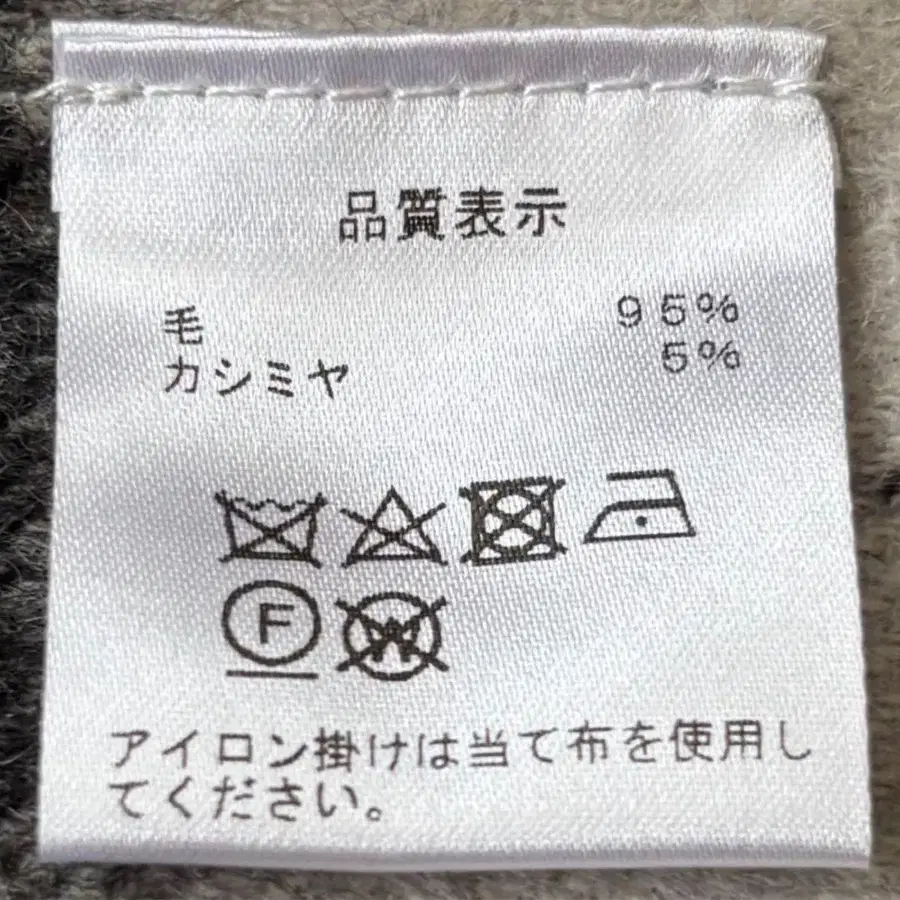 品質表示
毛 95%
カシミヤ 5%
F W
アイロン掛けは当て布を使用し
てください。